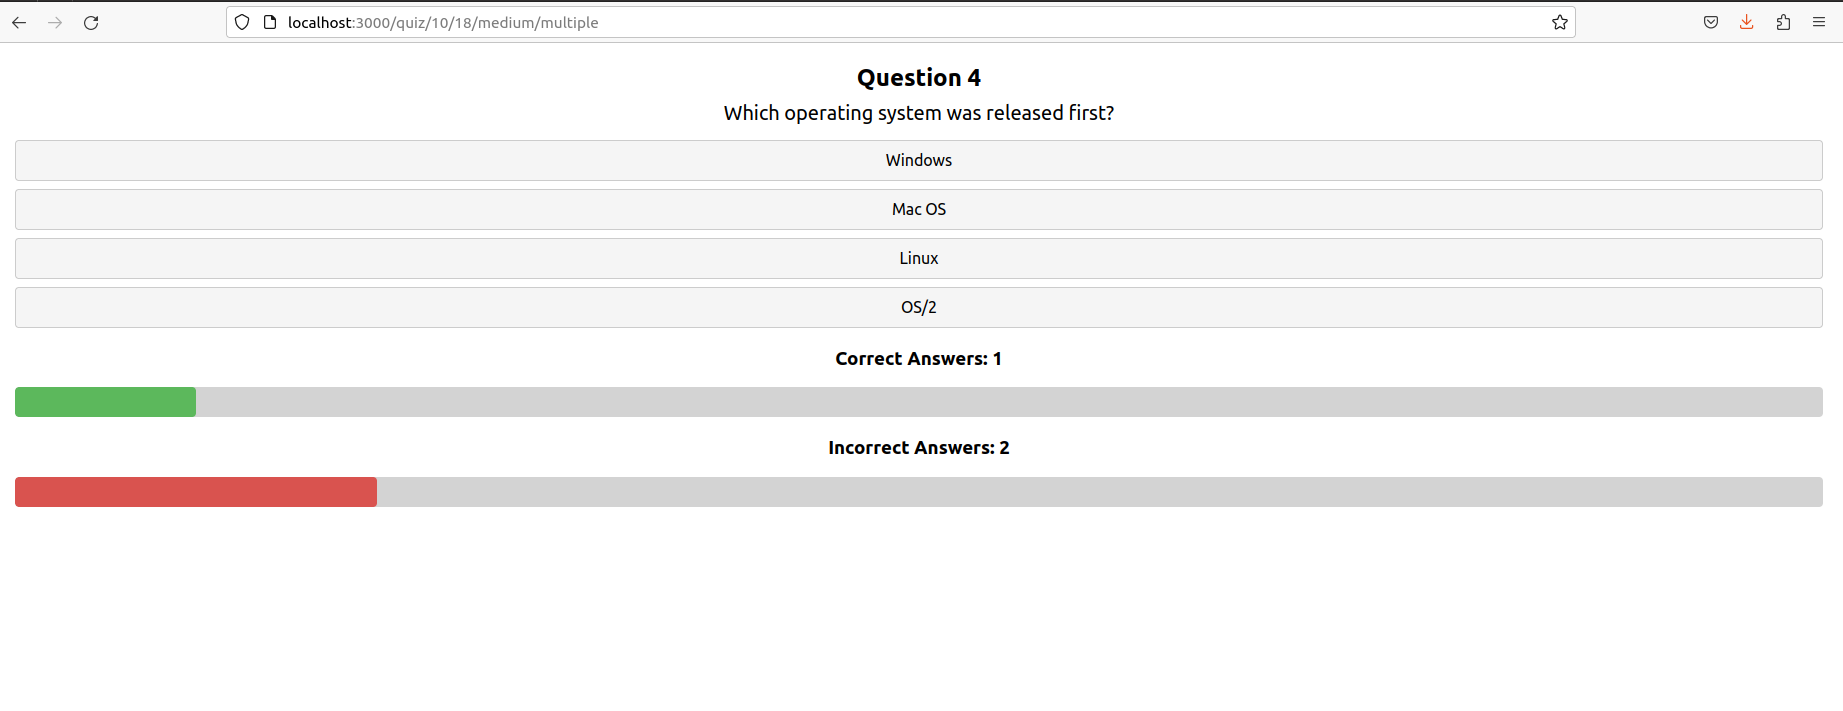 localhost:3000/quiz/10/18/medium/multiple
Question 4
Which operating system was released first?
Windows
Mac OS
Linux
OS/2
Correct Answers: 1
Incorrect Answers: 2